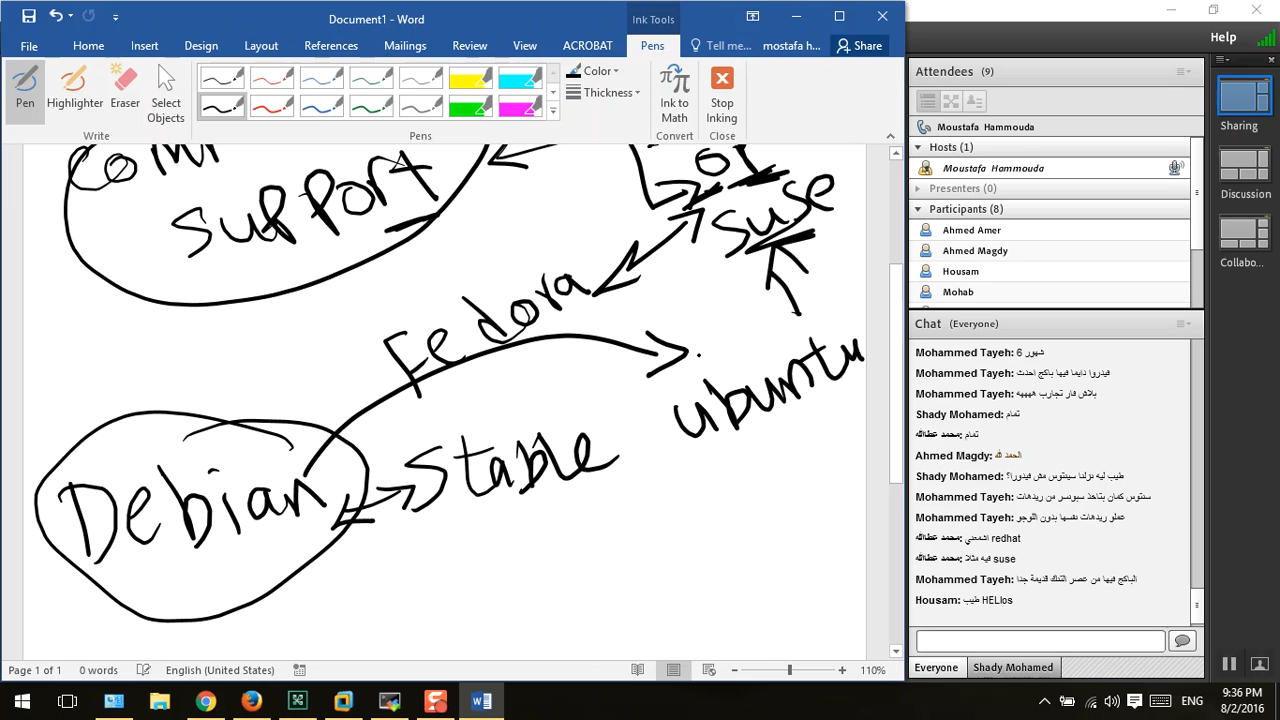 Document1 - Word
Ink Tools
File
Home
Insert
Design
Layout
References
Mailings
Review
View
ACROBAT
Pens
Tell me...
mostafa h...
Share
Help
Pen
Highlighter
Eraser
Select
Objects
Color
Thickness
Ink to
Math
Stop
Inking
Write
Pens
Convert
Close
support
or
suse
Fedora
ubuntu
Debian
Stable
Attendees (9)
Moustafa Hammouda
Hosts (1)
Moustafa Hammouda
Presenters (0)
Participants (8)
Ahmed Amer
Ahmed Magdy
Housam
Mohab
Sharing
Discussion
Collabo...
Chat (Everyone)
Mohammed Tayeh: 6 شهور
Mohammed Tayeh: فيدروا دايما فيها باكج احدث
Mohammed Tayeh: بلاش فار تجارب ههههه
Shady Mohamed: تمام
محمد عطاالله: تمام
Ahmed Magdy: الحمد لله
Shady Mohamed: طيب ليه نزلنا سينتوس مش فيدورا؟
Mohammed Tayeh: سنتوس كمان بتاخذ سبونسر من ريدهات
Mohammed Tayeh: عملو ريدهات نفسها بدون اللوجو
محمد عطاالله: اشمعني redhat
محمد عطاالله: فيه مثلا suse
Mohammed Tayeh: الباكج فيها من عصر التنك قديمة جدا
Housam: طيب HELIos
Everyone
Shady Mohamed
Page 1 of 1
0 words
English (United States)
110%
ENG
9:36 PM
8/2/2016